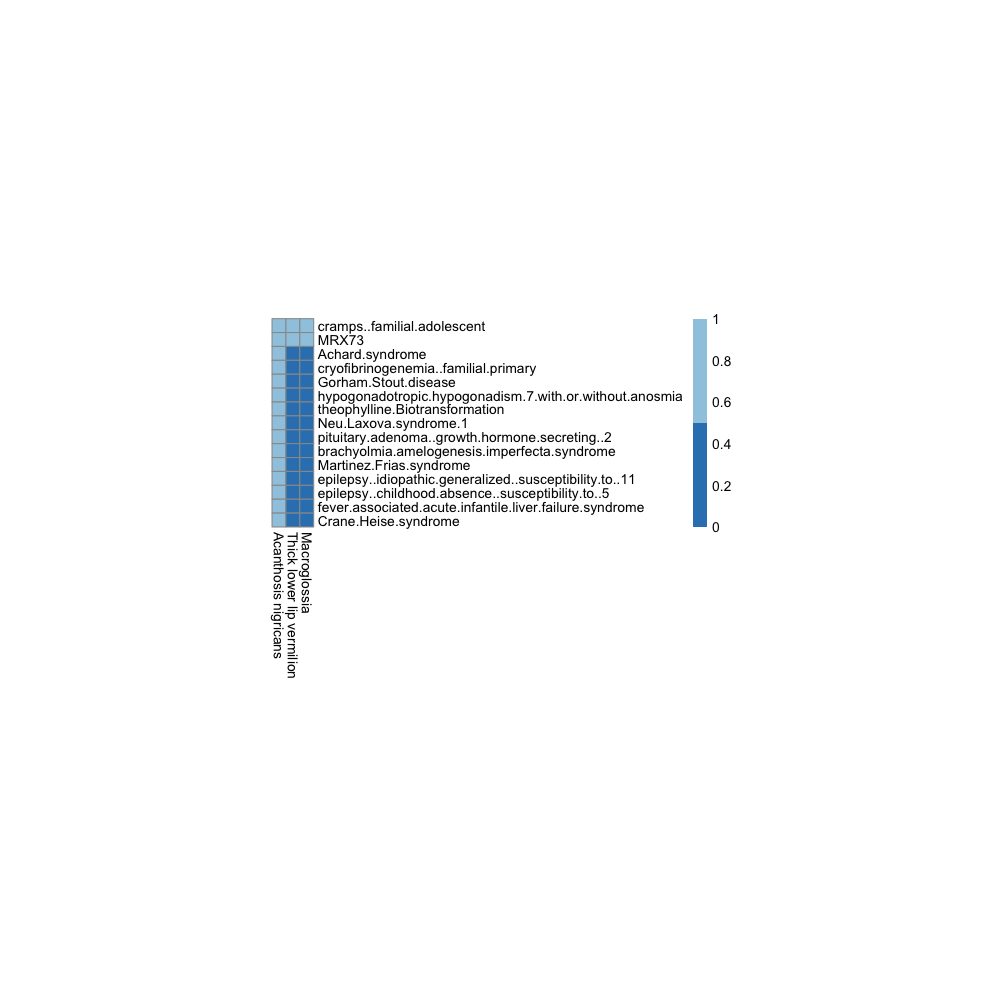 cramps..familial.adolescent
MRX73
Achard.syndrome
cryofibrinogenemia..familial.primary
Gorham.Stout.disease
hypogonadotropic.hypogonadism.7.with.or.without.anosmia
theophylline.Biotransformation
Neu.Laxova.syndrome.1
pituitary.adenoma..growth.hormone.secreting..2
brachyolmia.amelogenesis.imperfecta.syndrome
Martinez.Frias.syndrome
epilepsy..idiopathic.generalized..susceptibility.to..11
epilepsy..childhood.absence..susceptibility.to..5
fever.associated.acute.infantile.liver.failure.syndrome
Crane.Heise.syndrome
Acanthosis nigricans
Thick lower lip vermilion
Macroglossia
1
0.8
0.6
0.4
0.2
0